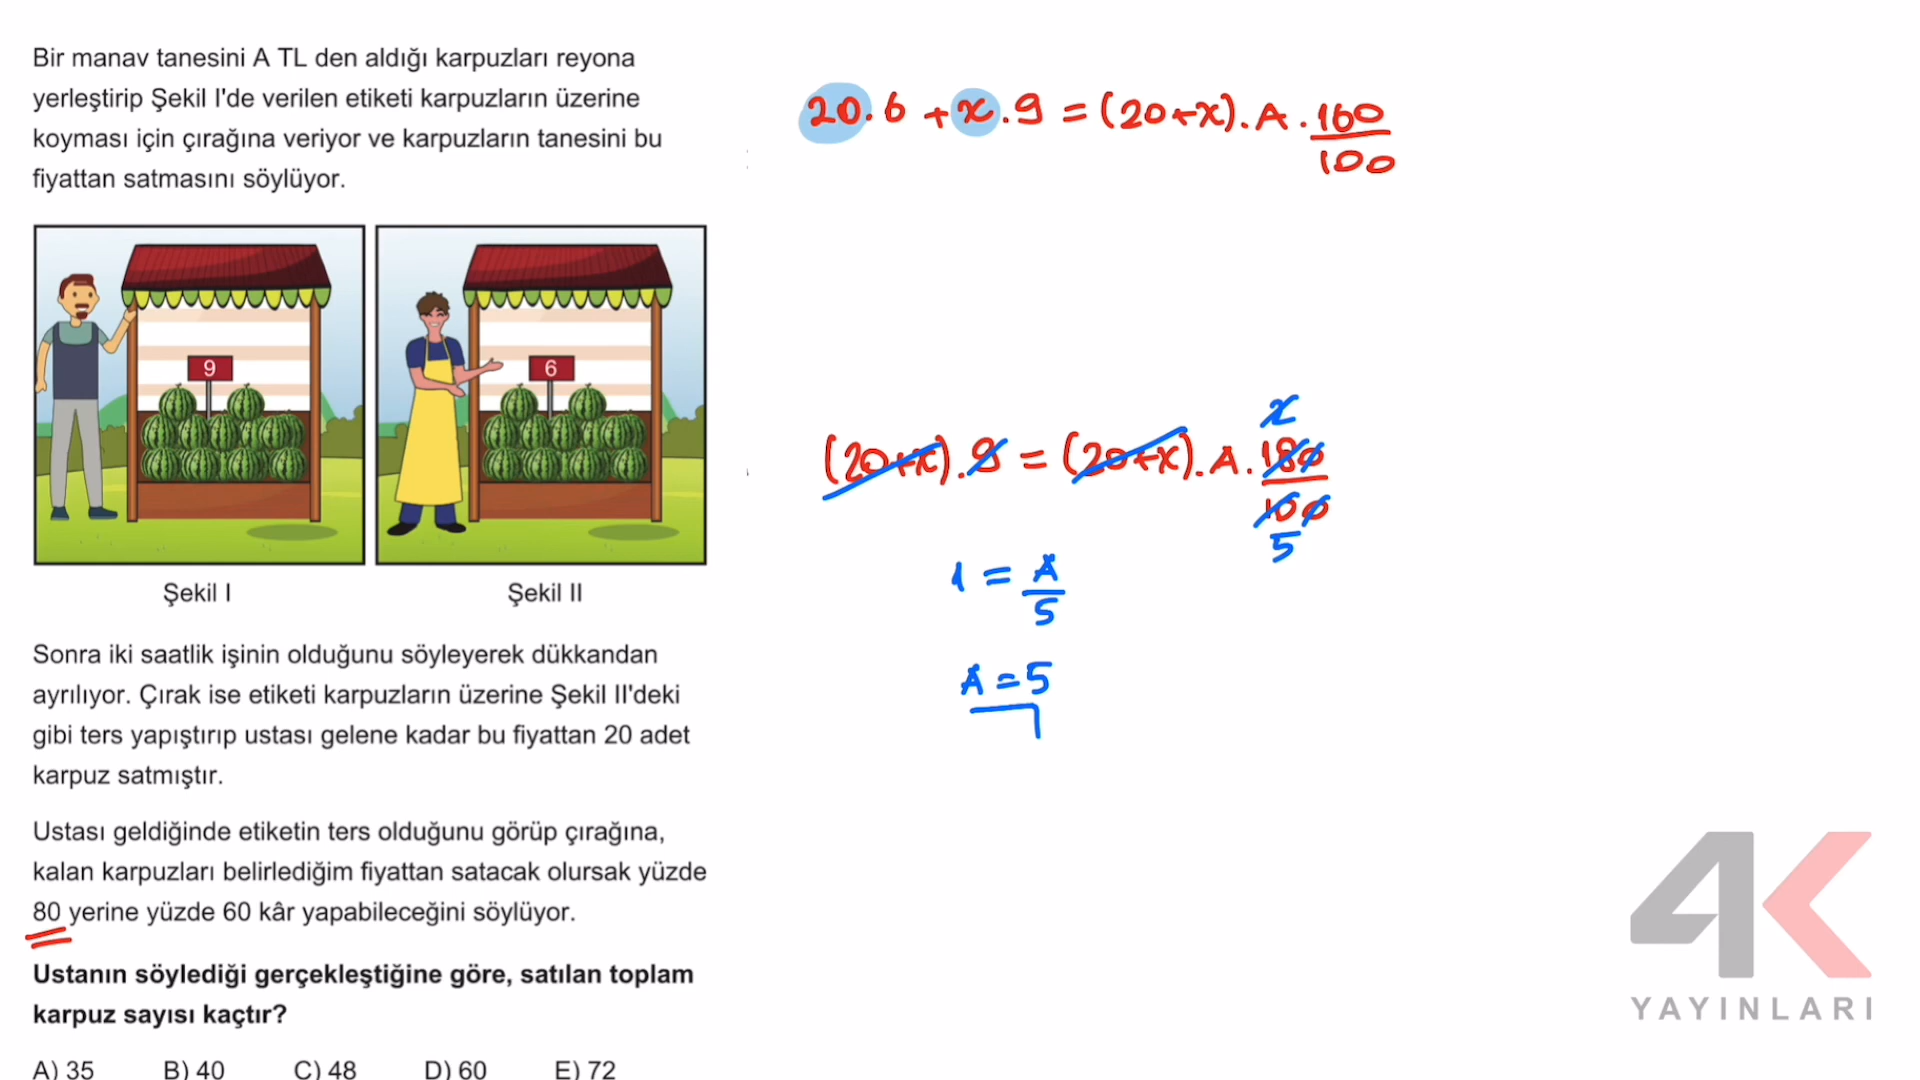 Bir manav tanesini A TL den aldığı karpuzları reyona
yerleştirip Şekil I'de verilen etiketi karpuzların üzerine
koyması için çırağına veriyor ve karpuzların tanesini bu
fiyattan satmasını söylüyor.
9
6
Şekil I
Şekil II
Sonra iki saatlik işinin olduğunu söyleyerek dükkandan
ayrılıyor. Çırak ise etiketi karpuzların üzerine Şekil II'deki
gibi ters yapıştırıp ustası gelene kadar bu fiyattan 20 adet
karpuz satmıştır.
Ustası geldiğinde etiketin ters olduğunu görüp çırağına,
kalan karpuzları belirlediğim fiyattan satacak olursak yüzde
80 yerine yüzde 60 kâr yapabileceğini söylüyor.
Ustanın söylediği gerçekleştiğine göre, satılan toplam
karpuz sayısı kaçtır?
A) 35 B) 40 C) 48 D) 60 E) 72
20.6 + x.9 = (20+x).A.160/100
(20+x).9 = (20+x).A.180/100
5
1 = A/5
A = 5
4K
YAYINLARI